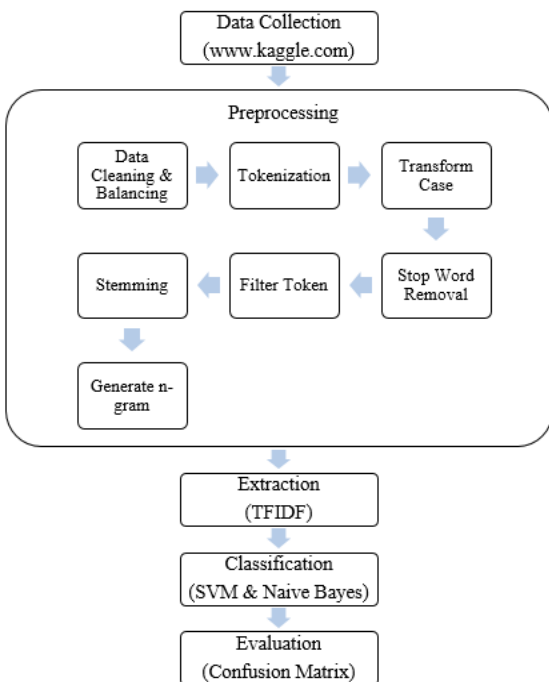 Data Collection
(www.kaggle.com)
Preprocessing
Data
Cleaning &
Balancing
Tokenization
Transform
Case
Stop Word
Removal
Filter Token
Stemming
Generate n-
gram
Extraction
(TFIDF)
Classification
(SVM & Naive Bayes)
Evaluation
(Confusion Matrix)